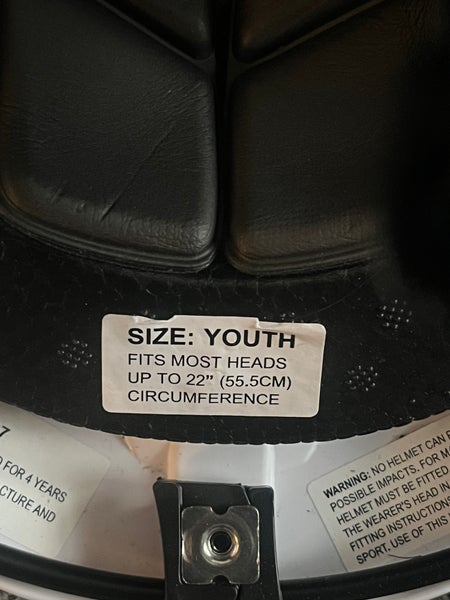 SIZE: YOUTH
FITS MOST HEADS
UP TO 22” (55.5CM)
CIRCUMFERENCE
7
FOR 4 YEARS
CTURE AND
WARNING: NO HELMET CAN
POSSIBLE IMPACTS. FOR
HELMET MUST BE FITTED
THE WEARER'S HEAD IN
FITTING INSTRUCTIONS
SPORT. USE OF THIS